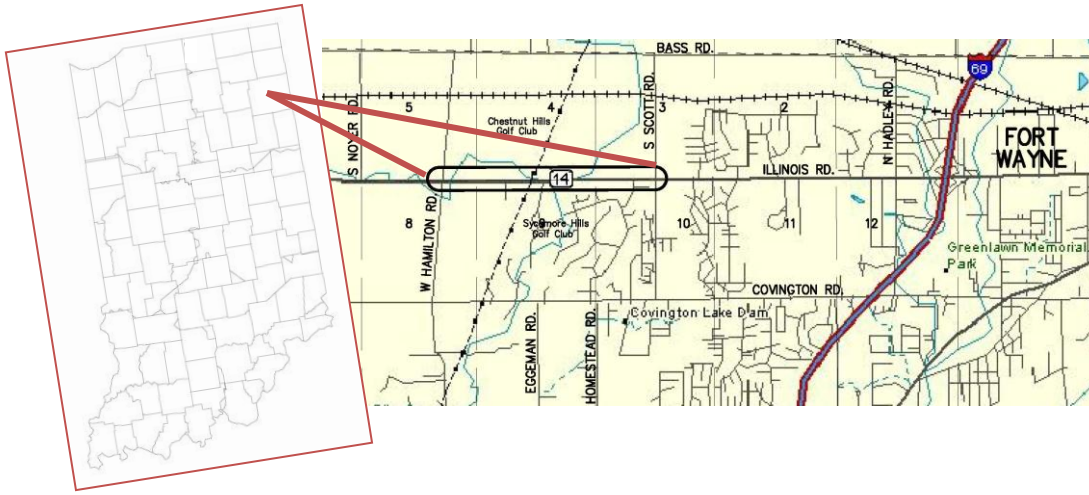 BASS RD.
69
S NOYER RD.
5
4
S SCOTT RD.
3
2
N HADLEY RD.
Chestnut Hills
Golf Club
FORT
WAYNE
14
ILLINOIS RD.
W HAMILTON RD.
8
Sycamore Hills
Golf Club
10
11
12
Greenlawn Memorial
Park
COVINGTON RD.
EGGEMAN RD.
HOMESTEAD RD.
Covington Lake Dam